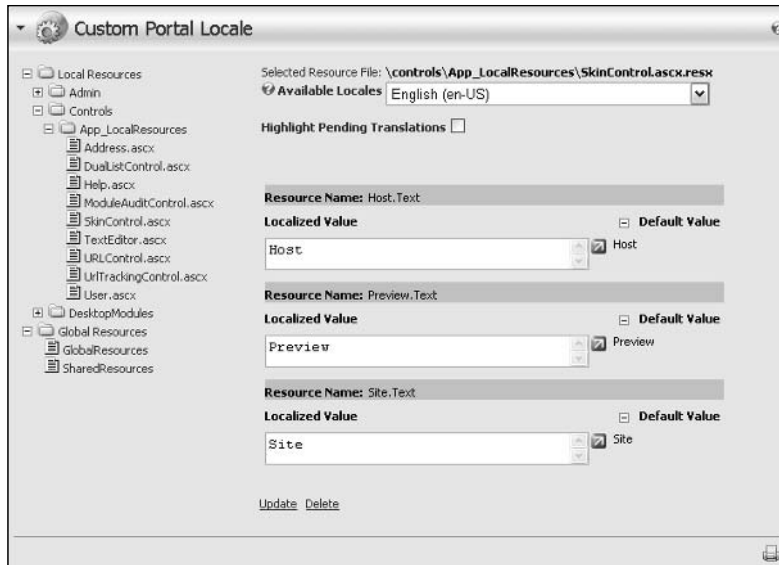 Custom Portal Locale
Local Resources
Admin
Controls
App_LocalResources
Address.ascx
DualListControl.ascx
Help.ascx
ModuleAuditControl.ascx
SkinControl.ascx
TextEditor.ascx
URLControl.ascx
UrlTrackingControl.ascx
User.ascx
DesktopModules
Global Resources
GlobalResources
SharedResources
Selected Resource File: \controls\App_LocalResources\SkinControl.ascx.resx
Available Locales English (en-US)
Highlight Pending Translations
Resource Name: Host.Text
Localized Value Default Value
Host Host
Resource Name: Preview.Text
Localized Value Default Value
Preview Preview
Resource Name: Site.Text
Localized Value Default Value
Site Site
Update Delete